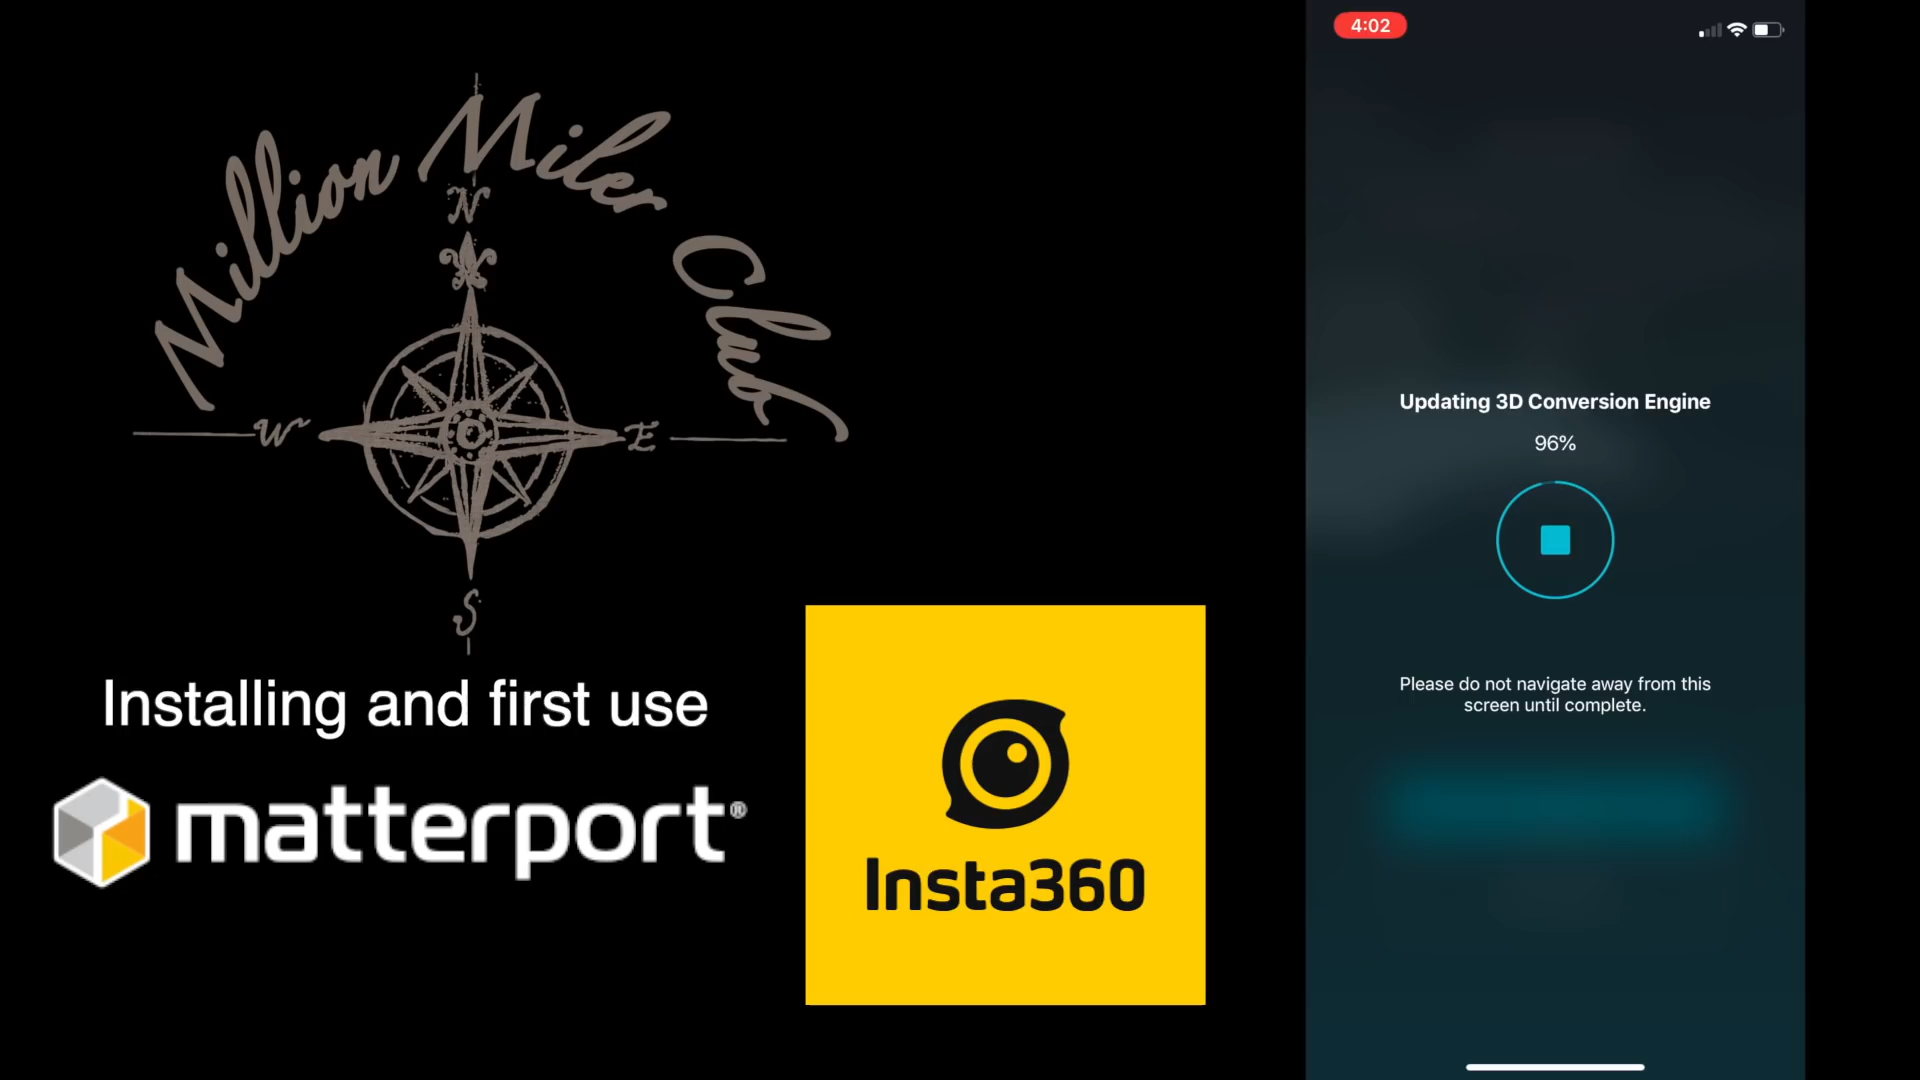 Million Miler Club
N
W
E
S
Installing and first use
matterport®
Insta360
4:02
Updating 3D Conversion Engine
96%
Please do not navigate away from this
screen until complete.